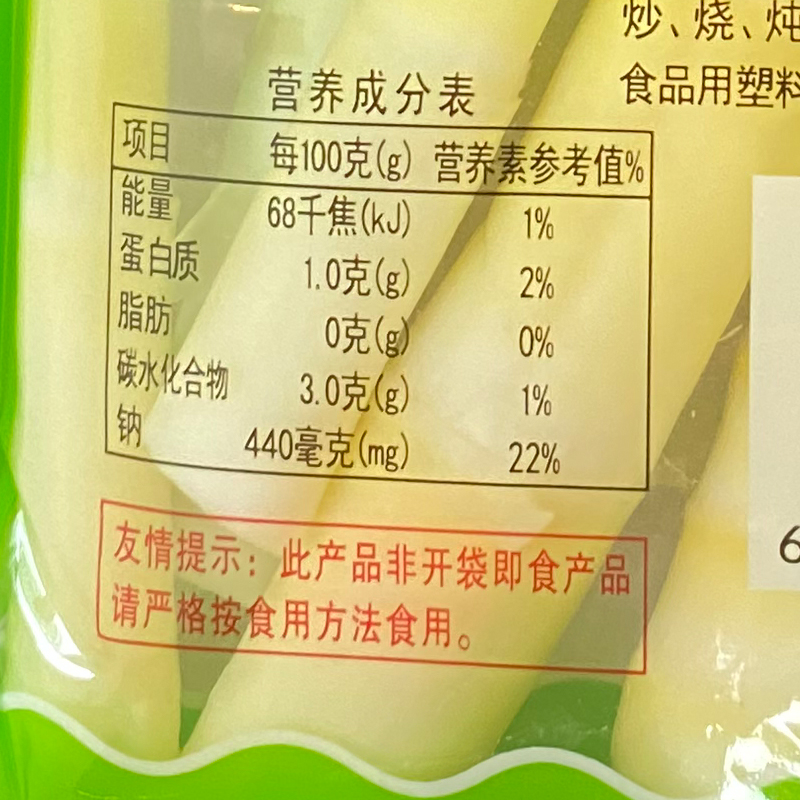 炒、烧、炖
食品用塑料
营养成分表
项目 每100克(g) 营养素参考值%
能量 68千焦(kJ) 1%
蛋白质 1.0克(g) 2%
脂肪 0克(g) 0%
碳水化合物 3.0克(g) 1%
钠 440毫克(mg) 22%
友情提示：此产品非开袋即食产品
请严格按食用方法食用。
6